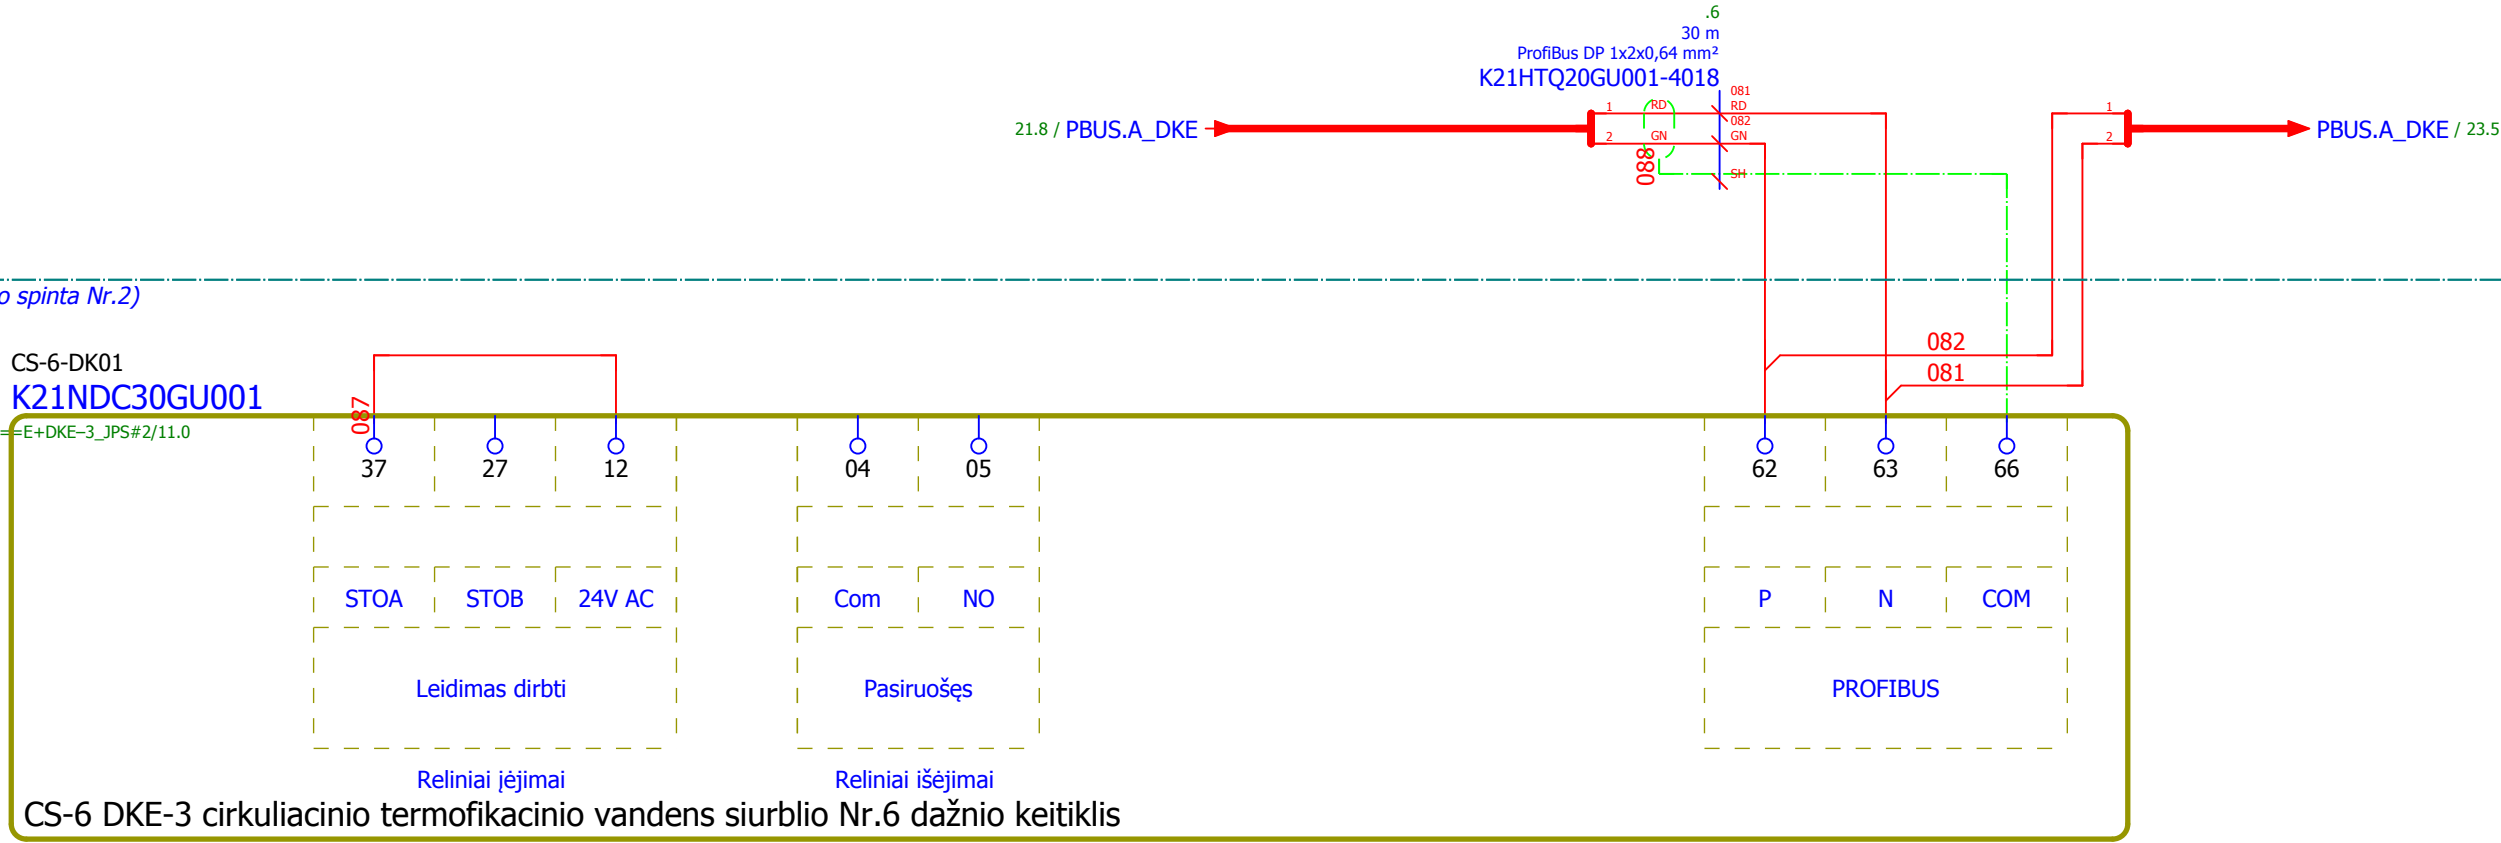 .6
30 m
ProfiBus DP 1x2x0,64 mm²
K21HTQ20GU001-4018
21.8 / PBUS.A_DKE
1 RD 081 RD
2 GN 082 GN
088
SH
1
2
PBUS.A_DKE / 23.5
o spinta Nr.2)
CS-6-DK01
K21NDC30GU001
==E+DKE-3_JPS#2/11.0
087
082
081
37 27 12 04 05 62 63 66
STOA STOB 24V AC Com NO P N COM
Leidimas dirbti Pasiruošęs PROFIBUS
Reliniai įėjimai Reliniai išėjimai
CS-6 DKE-3 cirkuliacinio termofikacinio vandens siurblio Nr.6 dažnio keitiklis